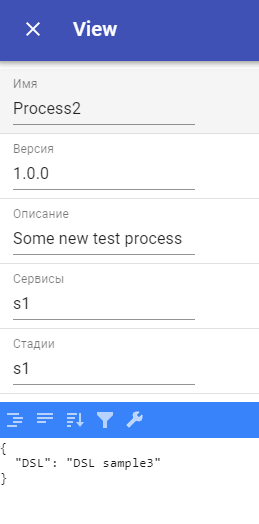 View
Имя
Process2
Версия
1.0.0
Описание
Some new test process
Сервисы
s1
Стадии
s1
{
"DSL": "DSL sample3"
}